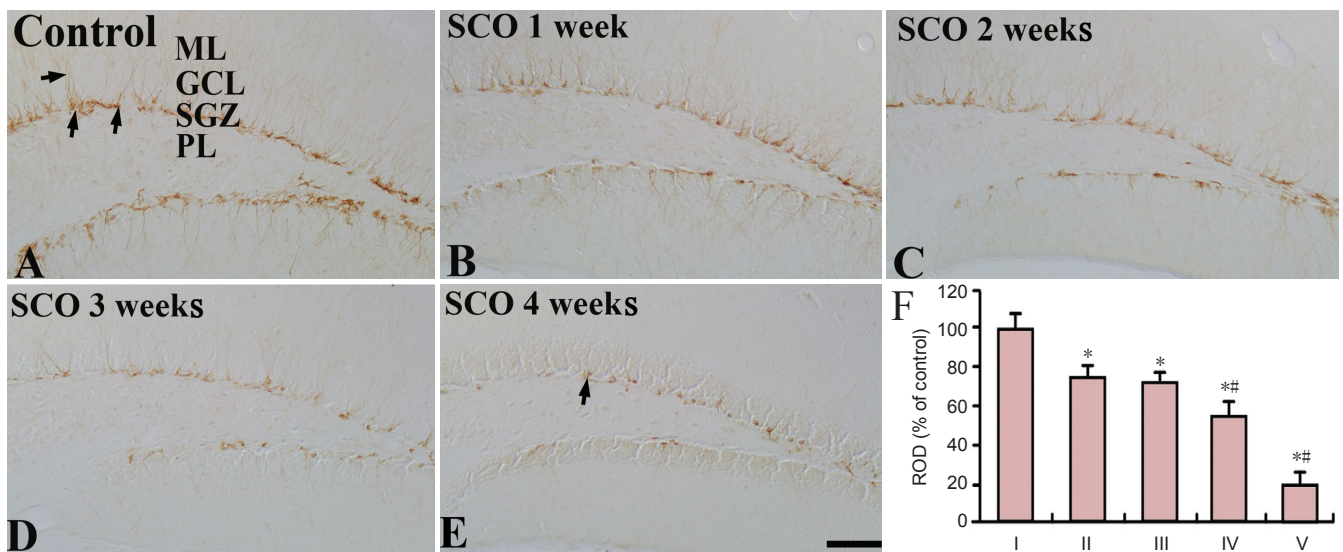 Control
ML
GCL
SGZ
PL
A
SCO 1 week
B
SCO 2 weeks
C
SCO 3 weeks
D
SCO 4 weeks
E
F
ROD (% of control)
120
100
80
60
40
20
0
*
*
*#
*#
I
II
III
IV
V